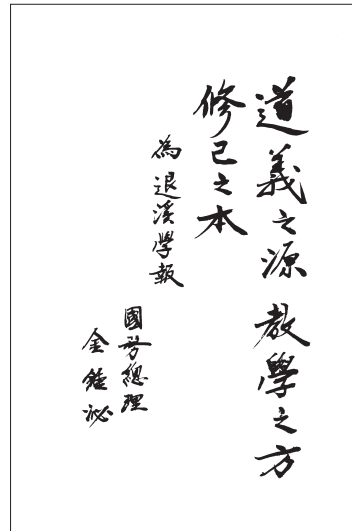 道義之源 教學之方
修己之本
為退溪學報
國務總理
金鍾泌